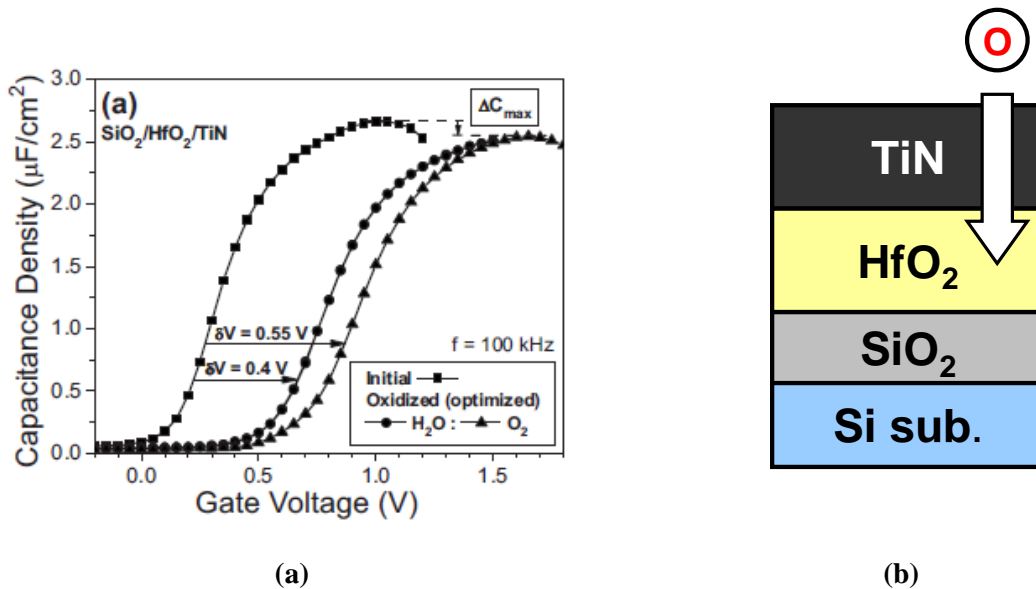 (a)
SiO₂/HfO₂/TiN
ΔCmax
3.0
2.5
2.0
1.5
1.0
0.5
0.0
Capacitance Density (μF/cm²)
δV = 0.55 V
δV = 0.4 V
f = 100 kHz
Initial
Oxidized (optimized)
H₂O : O₂
0.0 0.5 1.0 1.5
Gate Voltage (V)
(a)
O
TiN
HfO₂
SiO₂
Si sub.
(b)